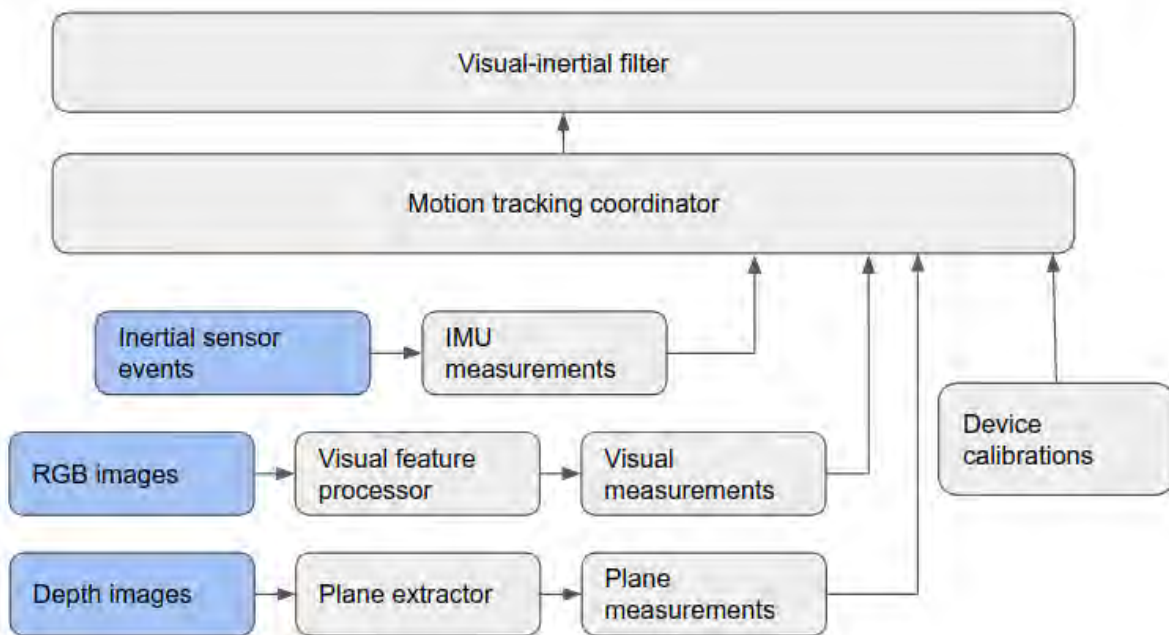 Visual-inertial filter
Motion tracking coordinator
Inertial sensor
events
IMU
measurements
Device
calibrations
RGB images
Visual feature
processor
Visual
measurements
Depth images
Plane extractor
Plane
measurements